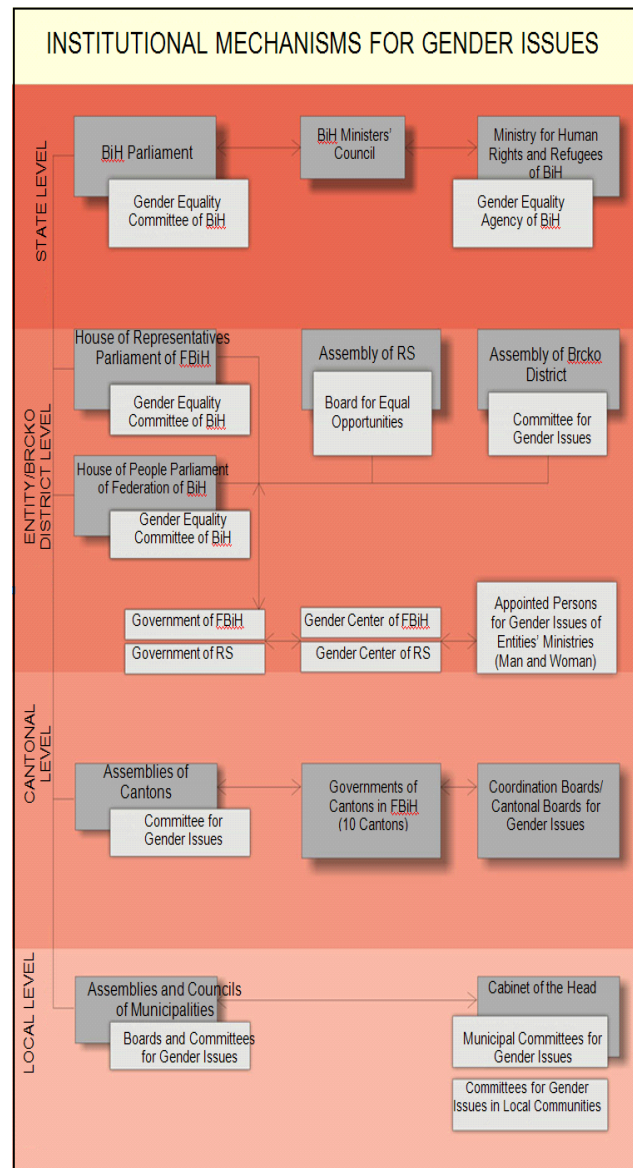 INSTITUTIONAL MECHANISMS FOR GENDER ISSUES
STATE LEVEL
BiH Parliament
Gender Equality
Committee of BiH
BiH Ministers'
Council
Ministry for Human
Rights and Refugees
of BiH
Gender Equality
Agency of BiH
ENTITY/BRCKO
DISTRICT LEVEL
House of Representatives
Parliament of FBiH
Gender Equality
Committee of BiH
Assembly of RS
Board for Equal
Opportunities
Assembly of Brcko
District
Committee for
Gender Issues
House of People Parliament
of Federation of BiH
Gender Equality
Committee of BiH
Government of FBiH
Government of RS
Gender Center of FBiH
Gender Center of RS
Appointed Persons
for Gender Issues of
Entities' Ministries
(Man and Woman)
CANTONAL
LEVEL
Assemblies of
Cantons
Committee for
Gender Issues
Governments of
Cantons in FBiH
(10 Cantons)
Coordination Boards/
Cantonal Boards for
Gender Issues
LOCAL LEVEL
Assemblies and Councils
of Municipalities
Boards and Committees
for Gender Issues
Cabinet of the Head
Municipal Committees for
Gender Issues
Committees for Gender
Issues in Local Communities